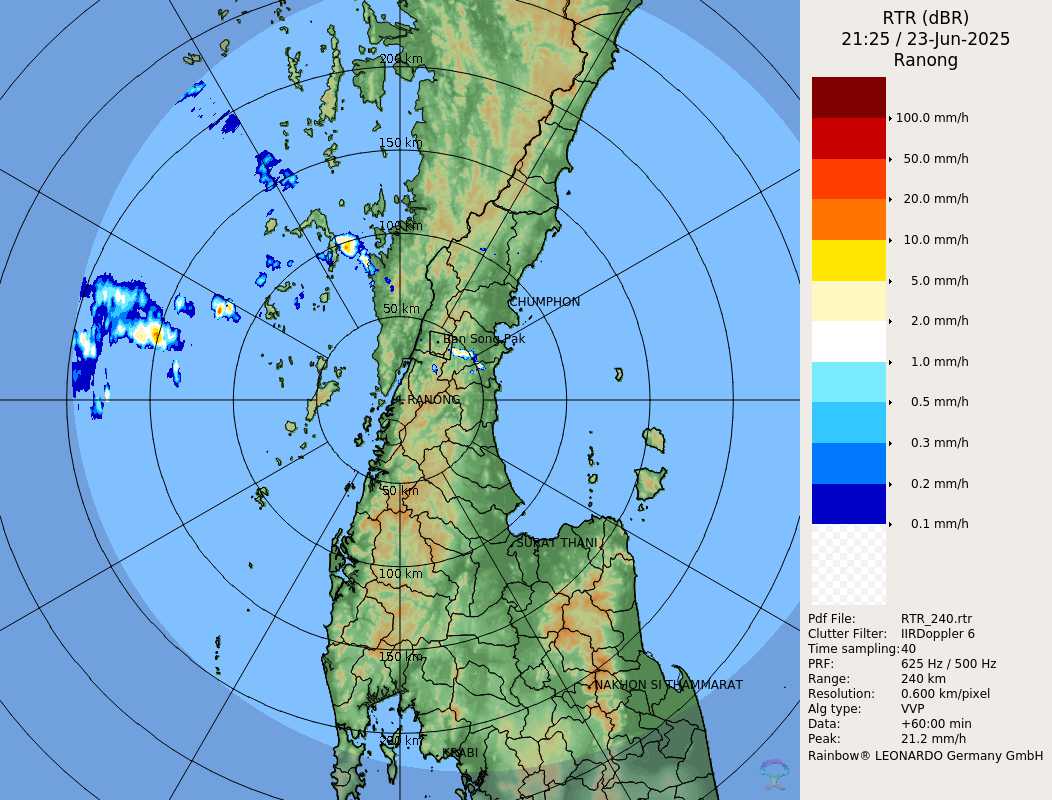 RTR (dBR)
21:25 / 23-Jun-2025
Ranong
100.0 mm/h
50.0 mm/h
20.0 mm/h
10.0 mm/h
5.0 mm/h
2.0 mm/h
1.0 mm/h
0.5 mm/h
0.3 mm/h
0.2 mm/h
0.1 mm/h
Pdf File: RTR_240.rtr
Clutter Filter: IIRDoppler 6
Time sampling:40
PRF: 625 Hz / 500 Hz
Range: 240 km
Resolution: 0.600 km/pixel
Alg type: VVP
Data: +60:00 min
Peak: 21.2 mm/h
Rainbow® LEONARDO Germany GmbH
200 km
150 km
100 km
50 km
CHUMPHON
Ban Song Pak
RANONG
50 km
SURAT THANI
100 km
150 km
NAKHON SI THAMMARAT
200 km
KRABI